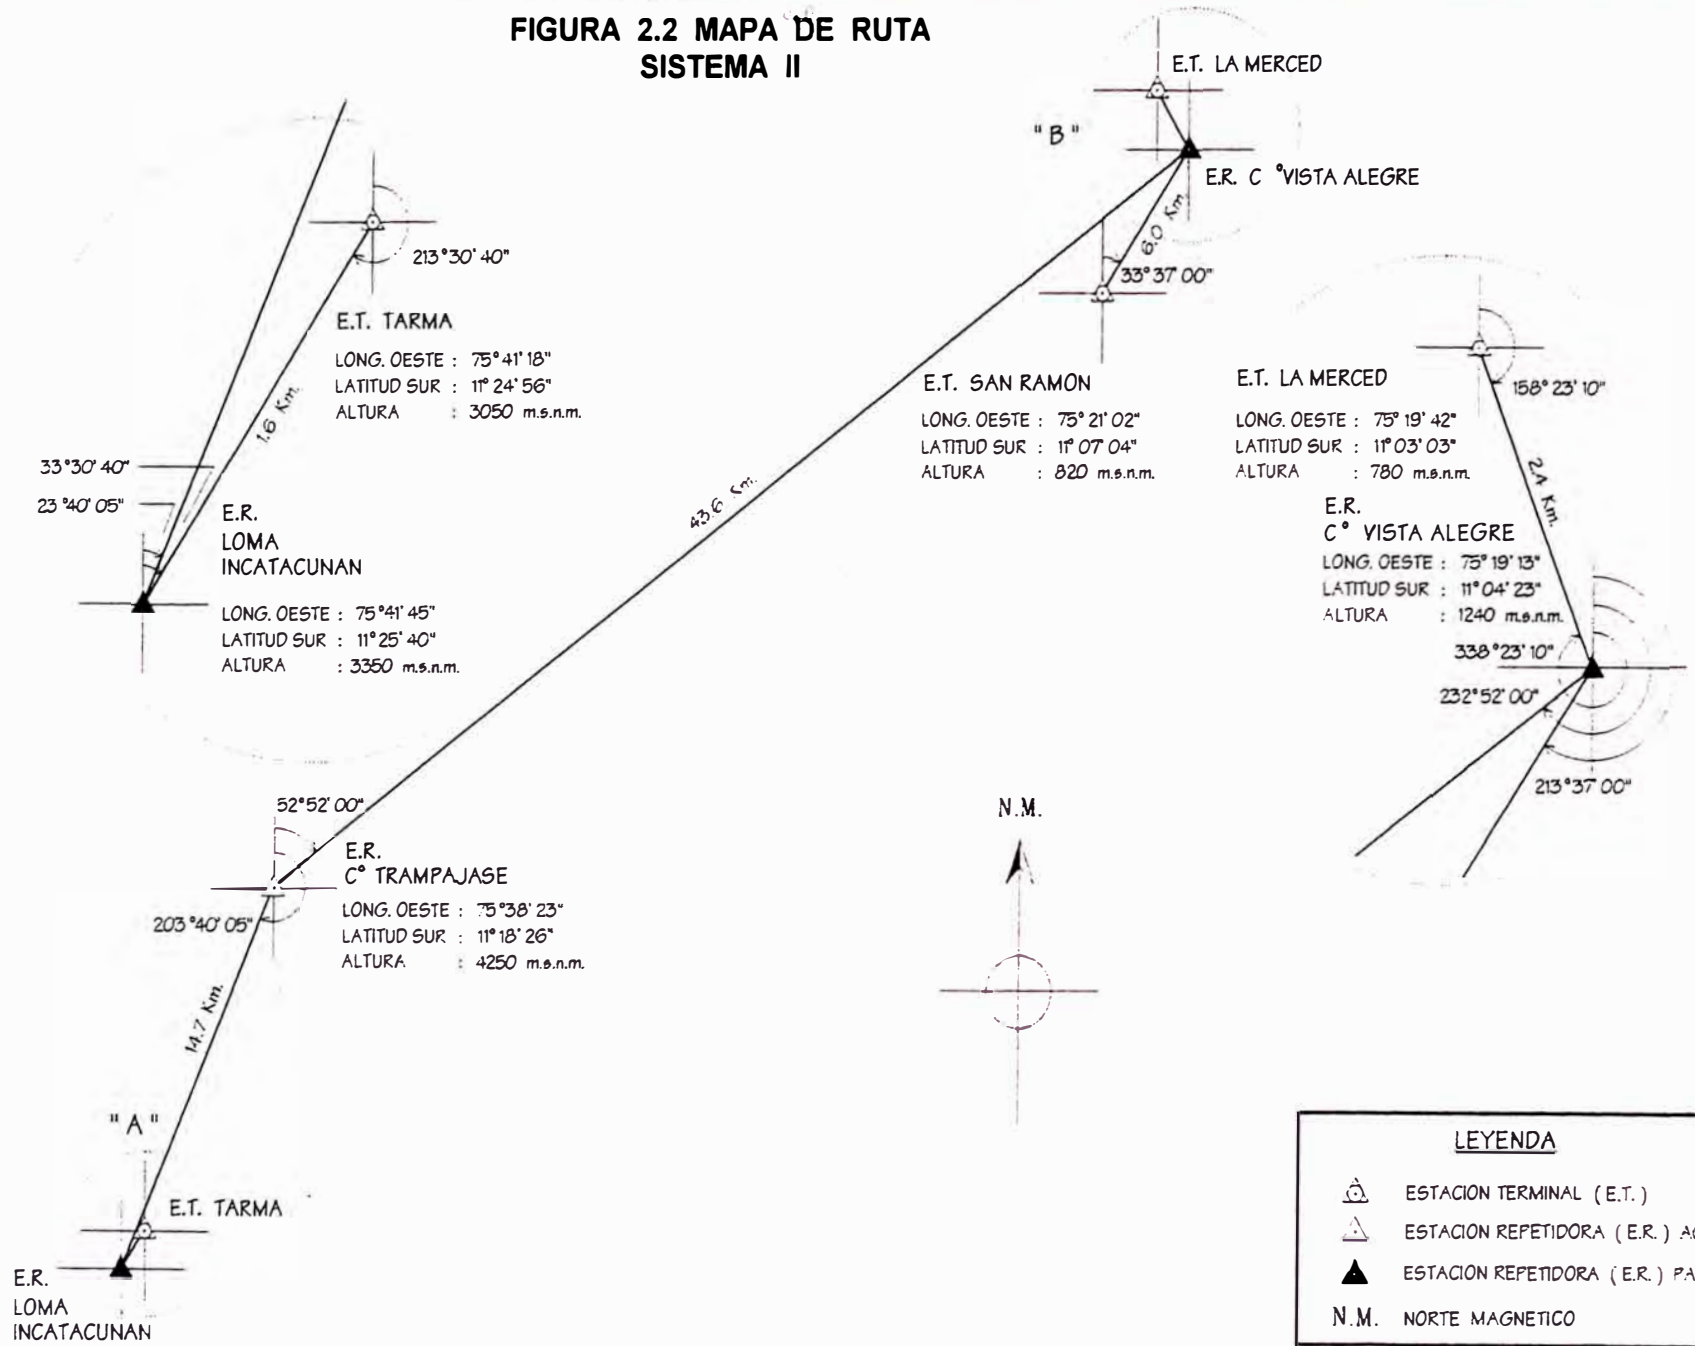 FIGURA 2.2 MAPA DE RUTA
SISTEMA II
E.T. LA MERCED
"B"
E.R. C°VISTA ALEGRE
6.0 Km.
33°37'00"
213°30'40"
E.T. TARMA
LONG. OESTE : 75°41'18"
LATITUD SUR : 11°24'56"
ALTURA : 3050 m.s.n.m.
1.6 Km.
33°30'40"
23°40'05"
E.R.
LOMA
INCATACUNAN
LONG. OESTE : 75°41'45"
LATITUD SUR : 11°25'40"
ALTURA : 3350 m.s.n.m.
43.6 Km.
E.T. SAN RAMON
LONG. OESTE : 75°21'02"
LATITUD SUR : 11°07'04"
ALTURA : 820 m.s.n.m.
E.T. LA MERCED
LONG. OESTE : 75°19'42"
LATITUD SUR : 11°03'03"
ALTURA : 780 m.s.n.m.
158°23'10"
2.4 Km.
E.R.
C° VISTA ALEGRE
LONG. OESTE : 75°19'13"
LATITUD SUR : 11°04'23"
ALTURA : 1240 m.s.n.m.
338°23'10"
232°52'00"
213°37'00"
52°52'00"
E.R.
C° TRAMPAJASE
LONG. OESTE : 75°38'23"
LATITUD SUR : 11°18'26"
ALTURA : 4250 m.s.n.m.
203°40'05"
14.7 Km.
N.M.
"A"
E.T. TARMA
E.R.
LOMA
INCATACUNAN
LEYENDA
ESTACION TERMINAL (E.T.)
ESTACION REPETIDORA (E.R.)
ESTACION REPETIDORA (E.R.) PA
N.M. NORTE MAGNETICO